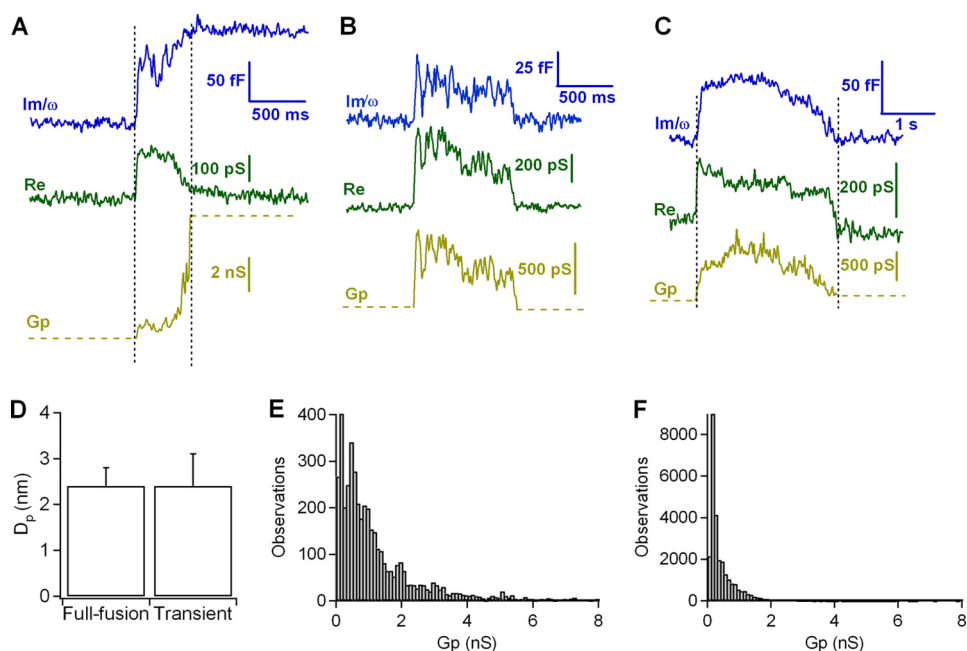 A
Im/ω
50 fF
500 ms
Re
100 pS
Gp
2 nS
B
Im/ω
25 fF
500 ms
Re
200 pS
Gp
500 pS
C
Im/ω
50 fF
1 s
Re
200 pS
Gp
500 pS
D
Dp (nm)
4
3
2
1
0
Full-fusion Transient
E
Observations
400
300
200
100
0
0 2 4 6 8
Gp (nS)
F
Observations
8000
6000
4000
2000
0
0 2 4 6 8
Gp (nS)